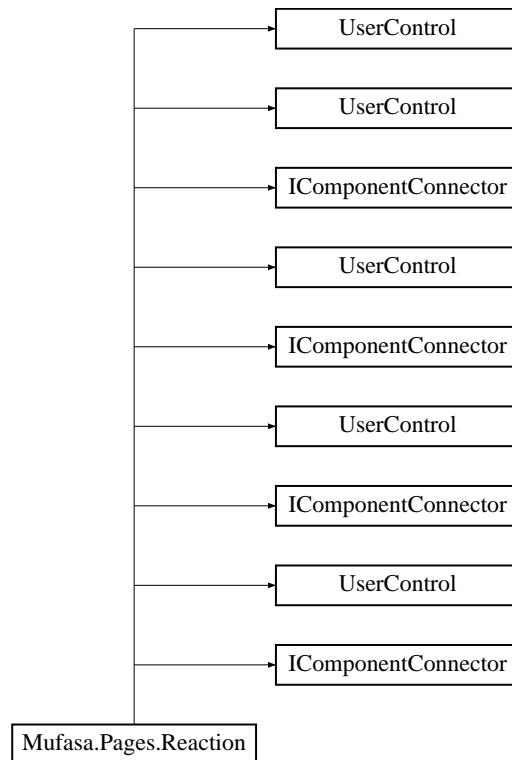 UserControl
UserControl
IComponentConnector
UserControl
IComponentConnector
UserControl
IComponentConnector
UserControl
IComponentConnector
Mufasa.Pages.Reaction